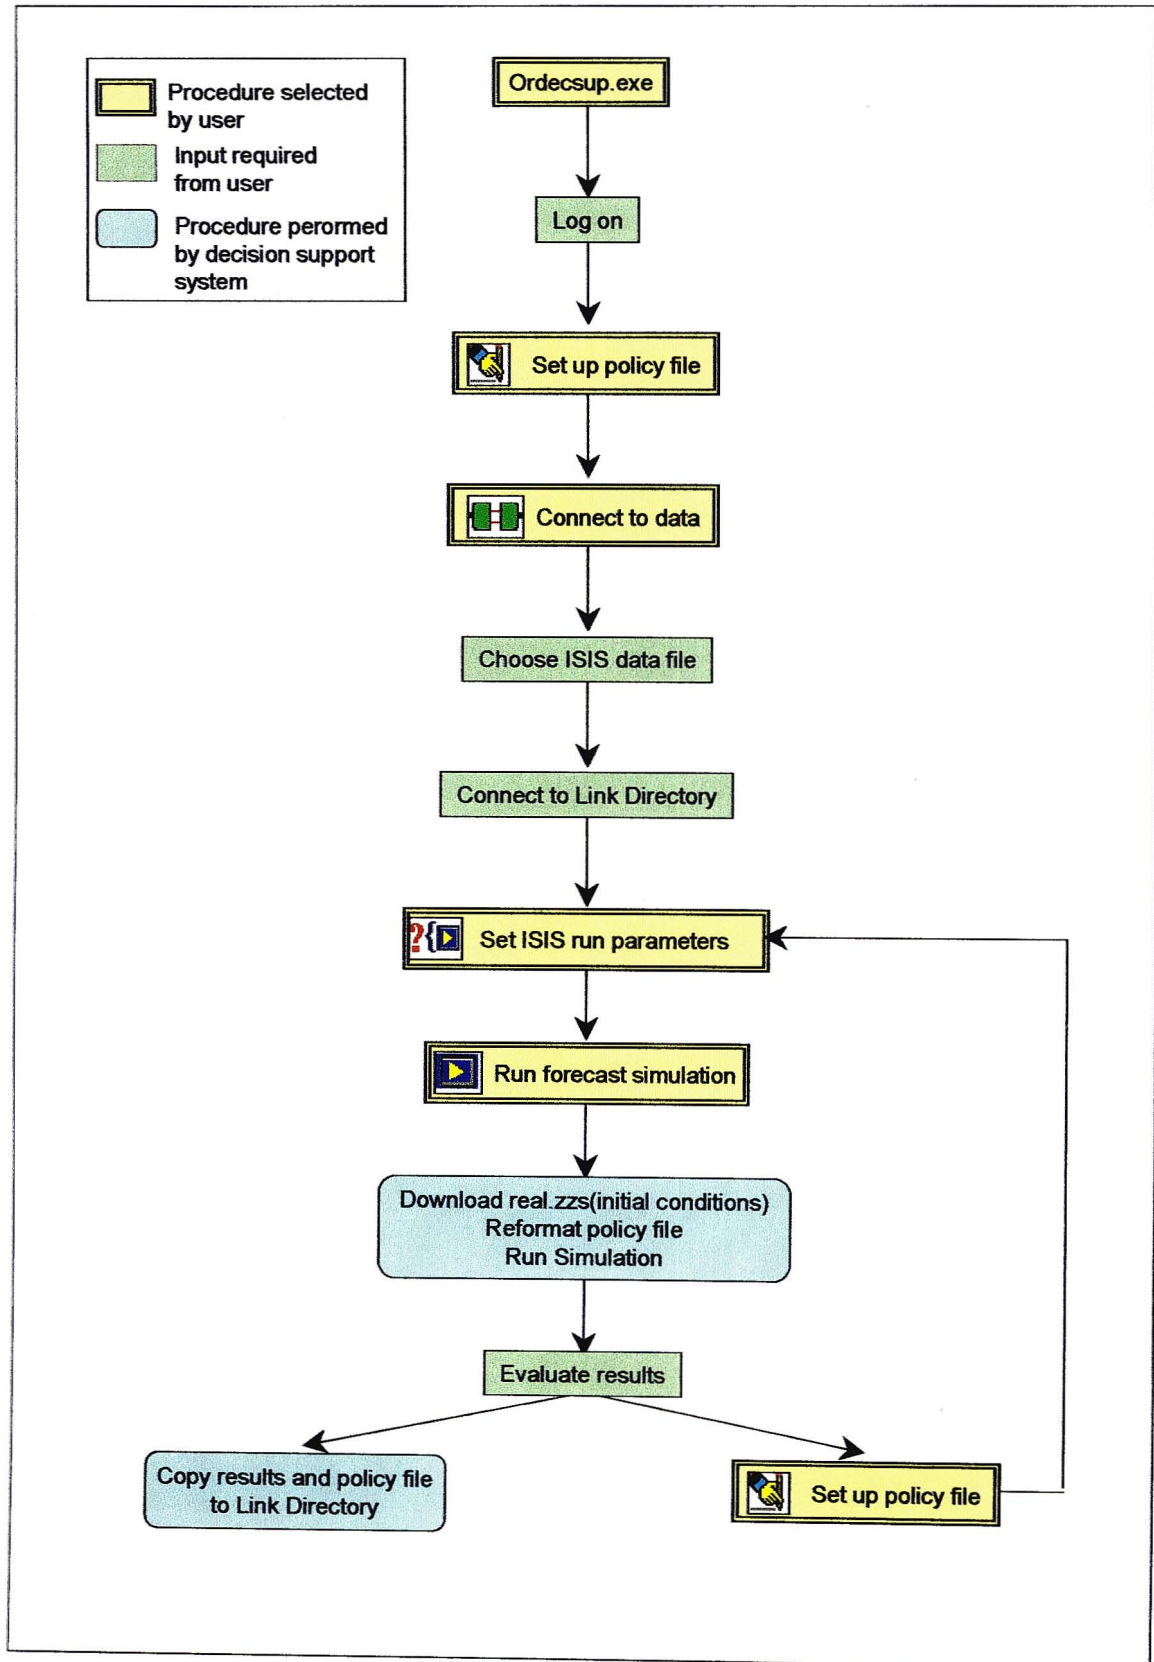 Procedure selected
by user
Input required
from user
Procedure perormed
by decision support
system
Ordecsup.exe
Log on
Set up policy file
Connect to data
Choose ISIS data file
Connect to Link Directory
?{ Set ISIS run parameters
Run forecast simulation
Download real.zzs(initial conditions)
Reformat policy file
Run Simulation
Evaluate results
Copy results and policy file
to Link Directory
Set up policy file